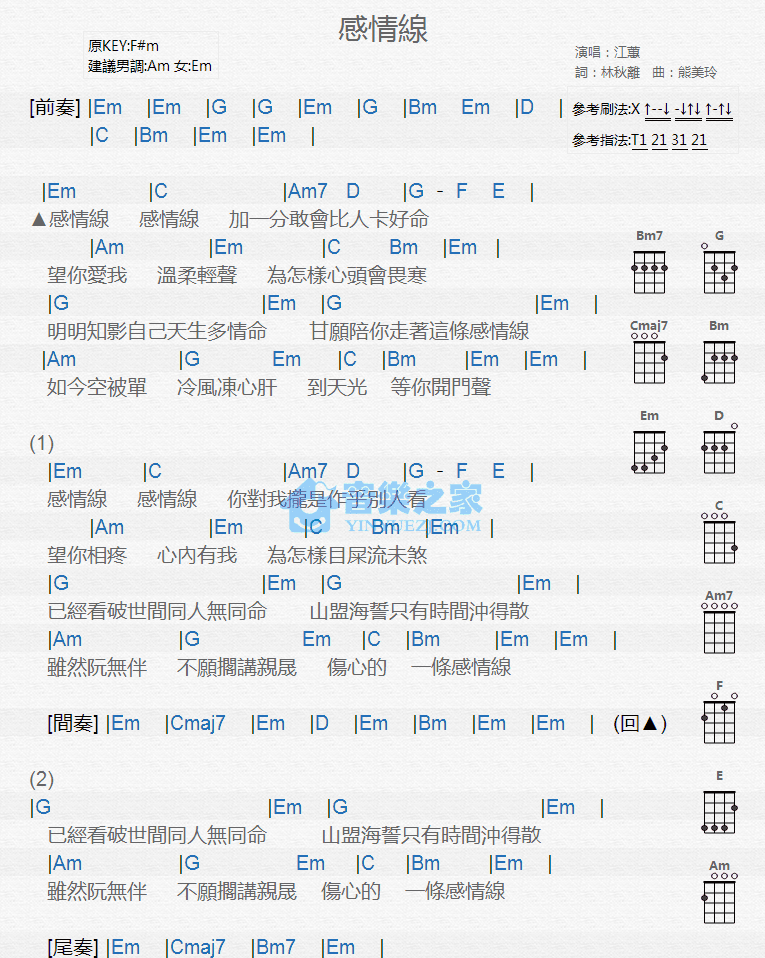 感情線
原KEY:F#m
建議男調:Am 女:Em
演唱：江蕙
詞：林秋離 曲：熊美玲
[前奏] |Em |Em |G |G |Em |G |Bm Em |D |
|C |Bm |Em |Em |
參考刷法:X ↑--↓ -↓↑↓ ↑-↑↓
參考指法:T1 21 31 21
|Em |C |Am7 D |G - F E |
▲感情線 感情線 加一分敢會比人卡好命
|Am |Em |C Bm |Em |
望你愛我 溫柔輕聲 為怎樣心頭會畏寒
|G |Em |G |Em |
明明知影自己天生多情命 甘願陪你走著這條感情線
|Am |G Em |C |Bm |Em |Em |
如今空被單 冷風凍心肝 到天光 等你開門聲
(1)
|Em |C |Am7 D |G - F E |
感情線 感情線 你對我攏是作乎別人看
|Am |Em |C Bm |Em |
望你相疼 心內有我 為怎樣目屎流未煞
|G |Em |G |Em |
已經看破世間同人無同命 山盟海誓只有時間沖得散
|Am |G Em |C |Bm |Em |Em |
雖然阮無伴 不願擱講親晟 傷心的 一條感情線
[間奏] |Em |Cmaj7 |Em |D |Em |Bm |Em |Em | (回▲)
(2)
|G |Em |G |Em |
已經看破世間同人無同命 山盟海誓只有時間沖得散
|Am |G Em |C |Bm |Em |
雖然阮無伴 不願擱講親晟 傷心的 一條感情線
[尾奏] |Em |Cmaj7 |Bm7 |Em |
Bm7 G
Cmaj7 Bm
Em D
C
Am7
F
E
Am
音樂之家
YINYUEZJ.COM